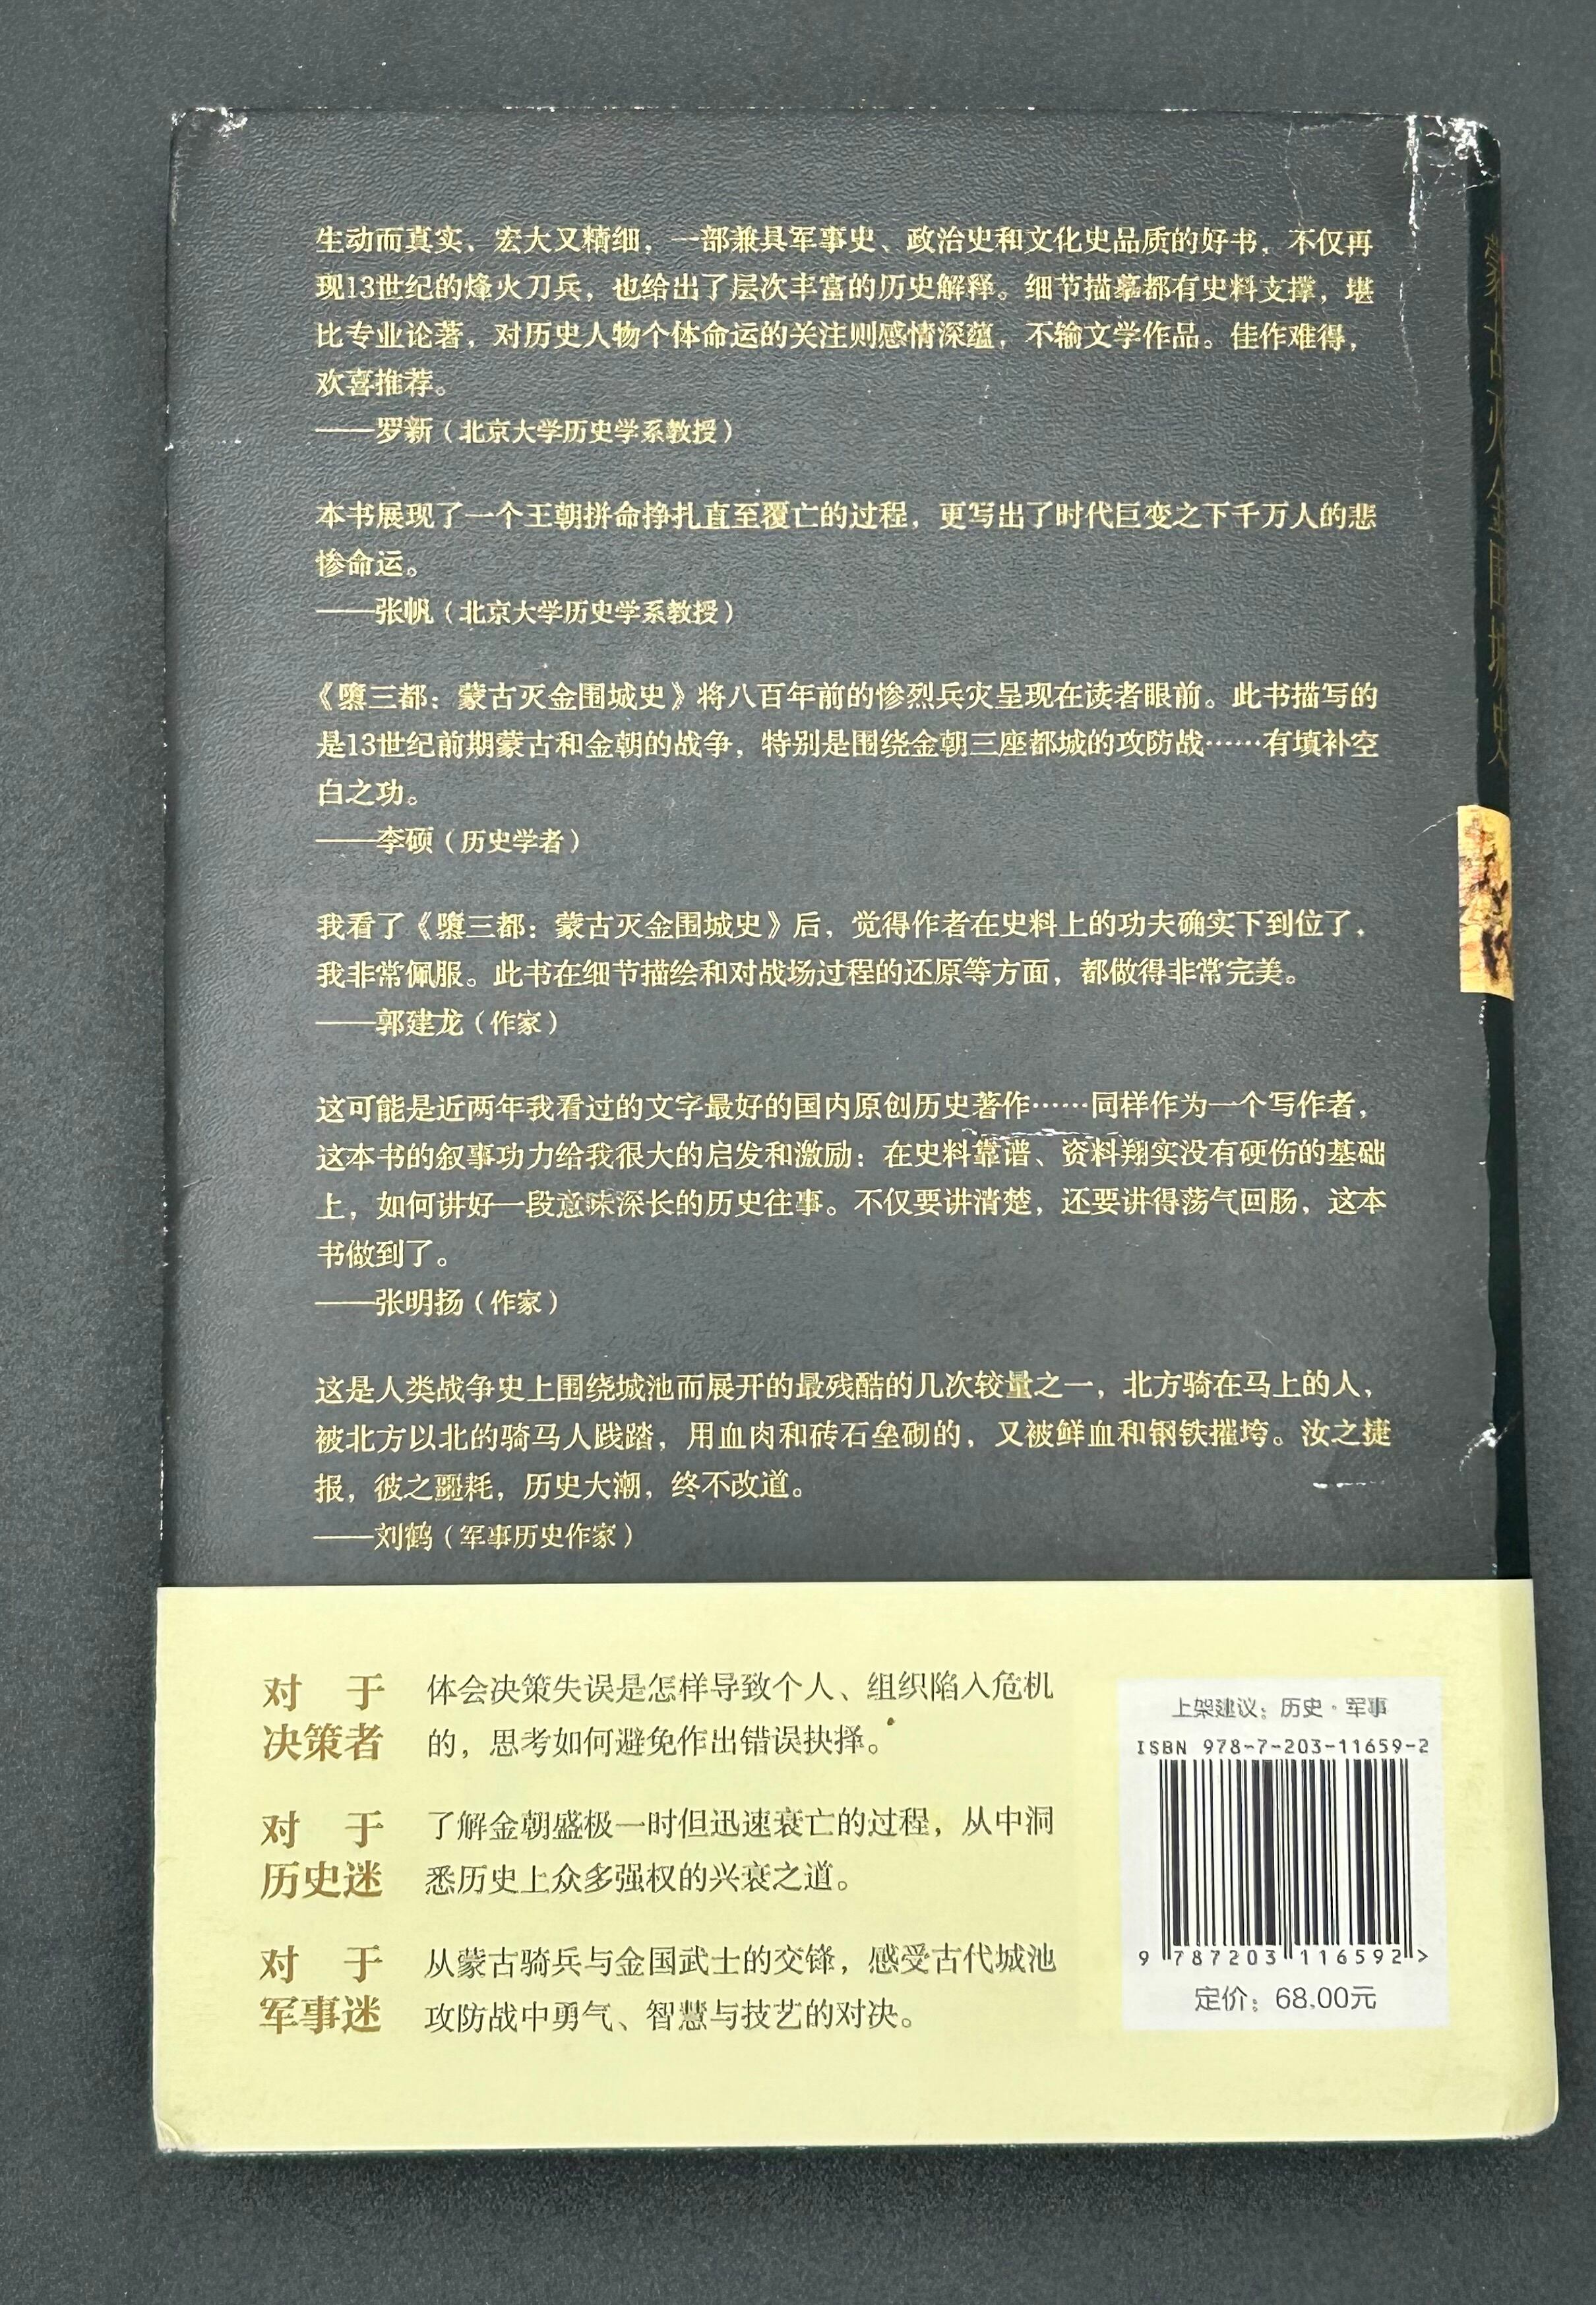 生动而真实、宏大又精细，一部兼具军事史、政治史和文化史品质的好书，不仅再
现13世纪的烽火刀兵，也给出了层次丰富的历史解释。细节描摹都有史料支撑，堪
比专业论著，对历史人物个体命运的关注则感情深蕴，不输文学作品。佳作难得，
欢喜推荐。
——罗新（北京大学历史学系教授）
本书展现了一个王朝拼命挣扎直至覆亡的过程，更写出了时代巨变之下千万人的悲
惨命运。
——张帆（北京大学历史学系教授）
《隳三都：蒙古灭金围城史》将八百年前的惨烈兵灾呈现在读者眼前。此书描写的
是13世纪前期蒙古和金朝的战争，特别是围绕金朝三座都城的攻防战……有填补空
白之功。
——李硕（历史学者）
我看了《隳三都：蒙古灭金围城史》后，觉得作者在史料上的功夫确实下到位了，
我非常佩服。此书在细节描绘和对战场过程的还原等方面，都做得非常完美。
——郭建龙（作家）
这可能是近两年我看过的文字最好的国内原创历史著作……同样作为一个写作者，
这本书的叙事功力给我很大的启发和激励：在史料靠谱、资料翔实没有硬伤的基础
上，如何讲好一段意味深长的历史往事。不仅要讲清楚，还要讲得荡气回肠，这本
书做到了。
——张明扬（作家）
这是人类战争史上围绕城池而展开的最残酷的几次较量之一，北方骑在马上的人，
被北方以北的骑马人践踏，用血肉和砖石垒砌的，又被鲜血和钢铁摧垮。汝之捷
报，彼之噩耗，历史大潮，终不改道。
——刘鹤（军事历史作家）
蒙古灭金围城史
对于 体会决策失误是怎样导致个人、组织陷入危机
决策者 的，思考如何避免作出错误抉择。
对于 了解金朝盛极一时但迅速衰亡的过程，从中洞
历史迷 悉历史上众多强权的兴衰之道。
对于 从蒙古骑兵与金国武士的交锋，感受古代城池
军事迷 攻防战中勇气、智慧与技艺的对决。
上架建议：历史·军事
ISBN 978-7-203-11659-2
9 787203 116592 >
定价：68.00元